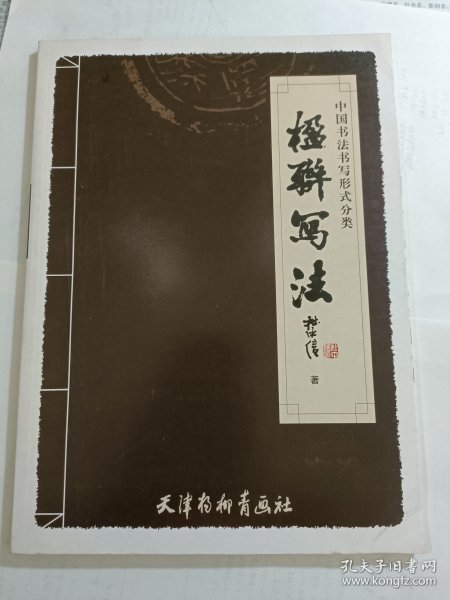 中国书法书写形式分类
楹聯写法
著
天津杨柳青画社
孔夫子旧书网
www.kongfz.com